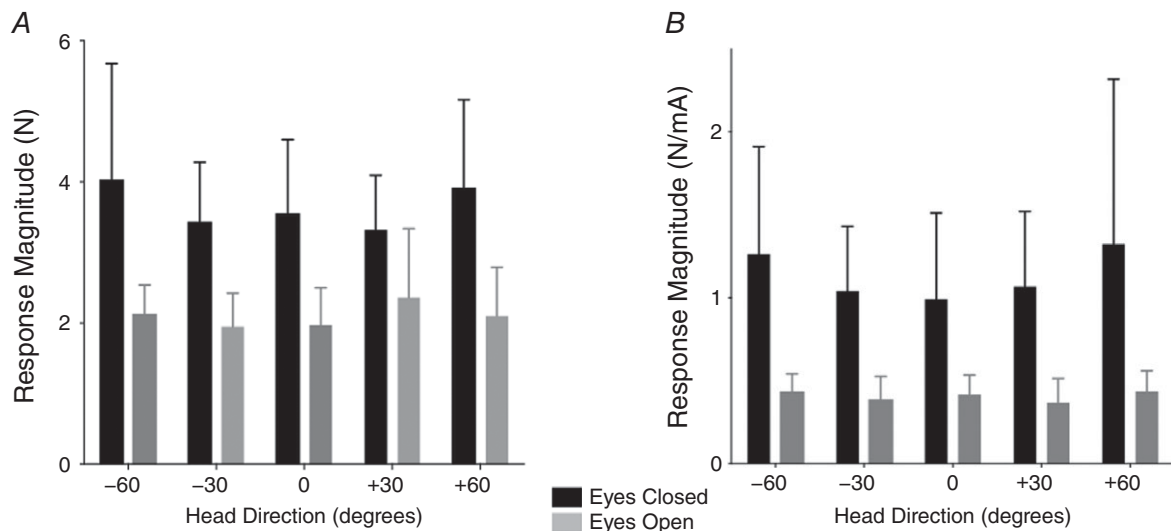 A
Response Magnitude (N)
6
4
2
0
−60 −30 0 +30 +60
Head Direction (degrees)
B
Response Magnitude (N/mA)
2
1
0
−60 −30 0 +30 +60
Head Direction (degrees)
Eyes Closed
Eyes Open